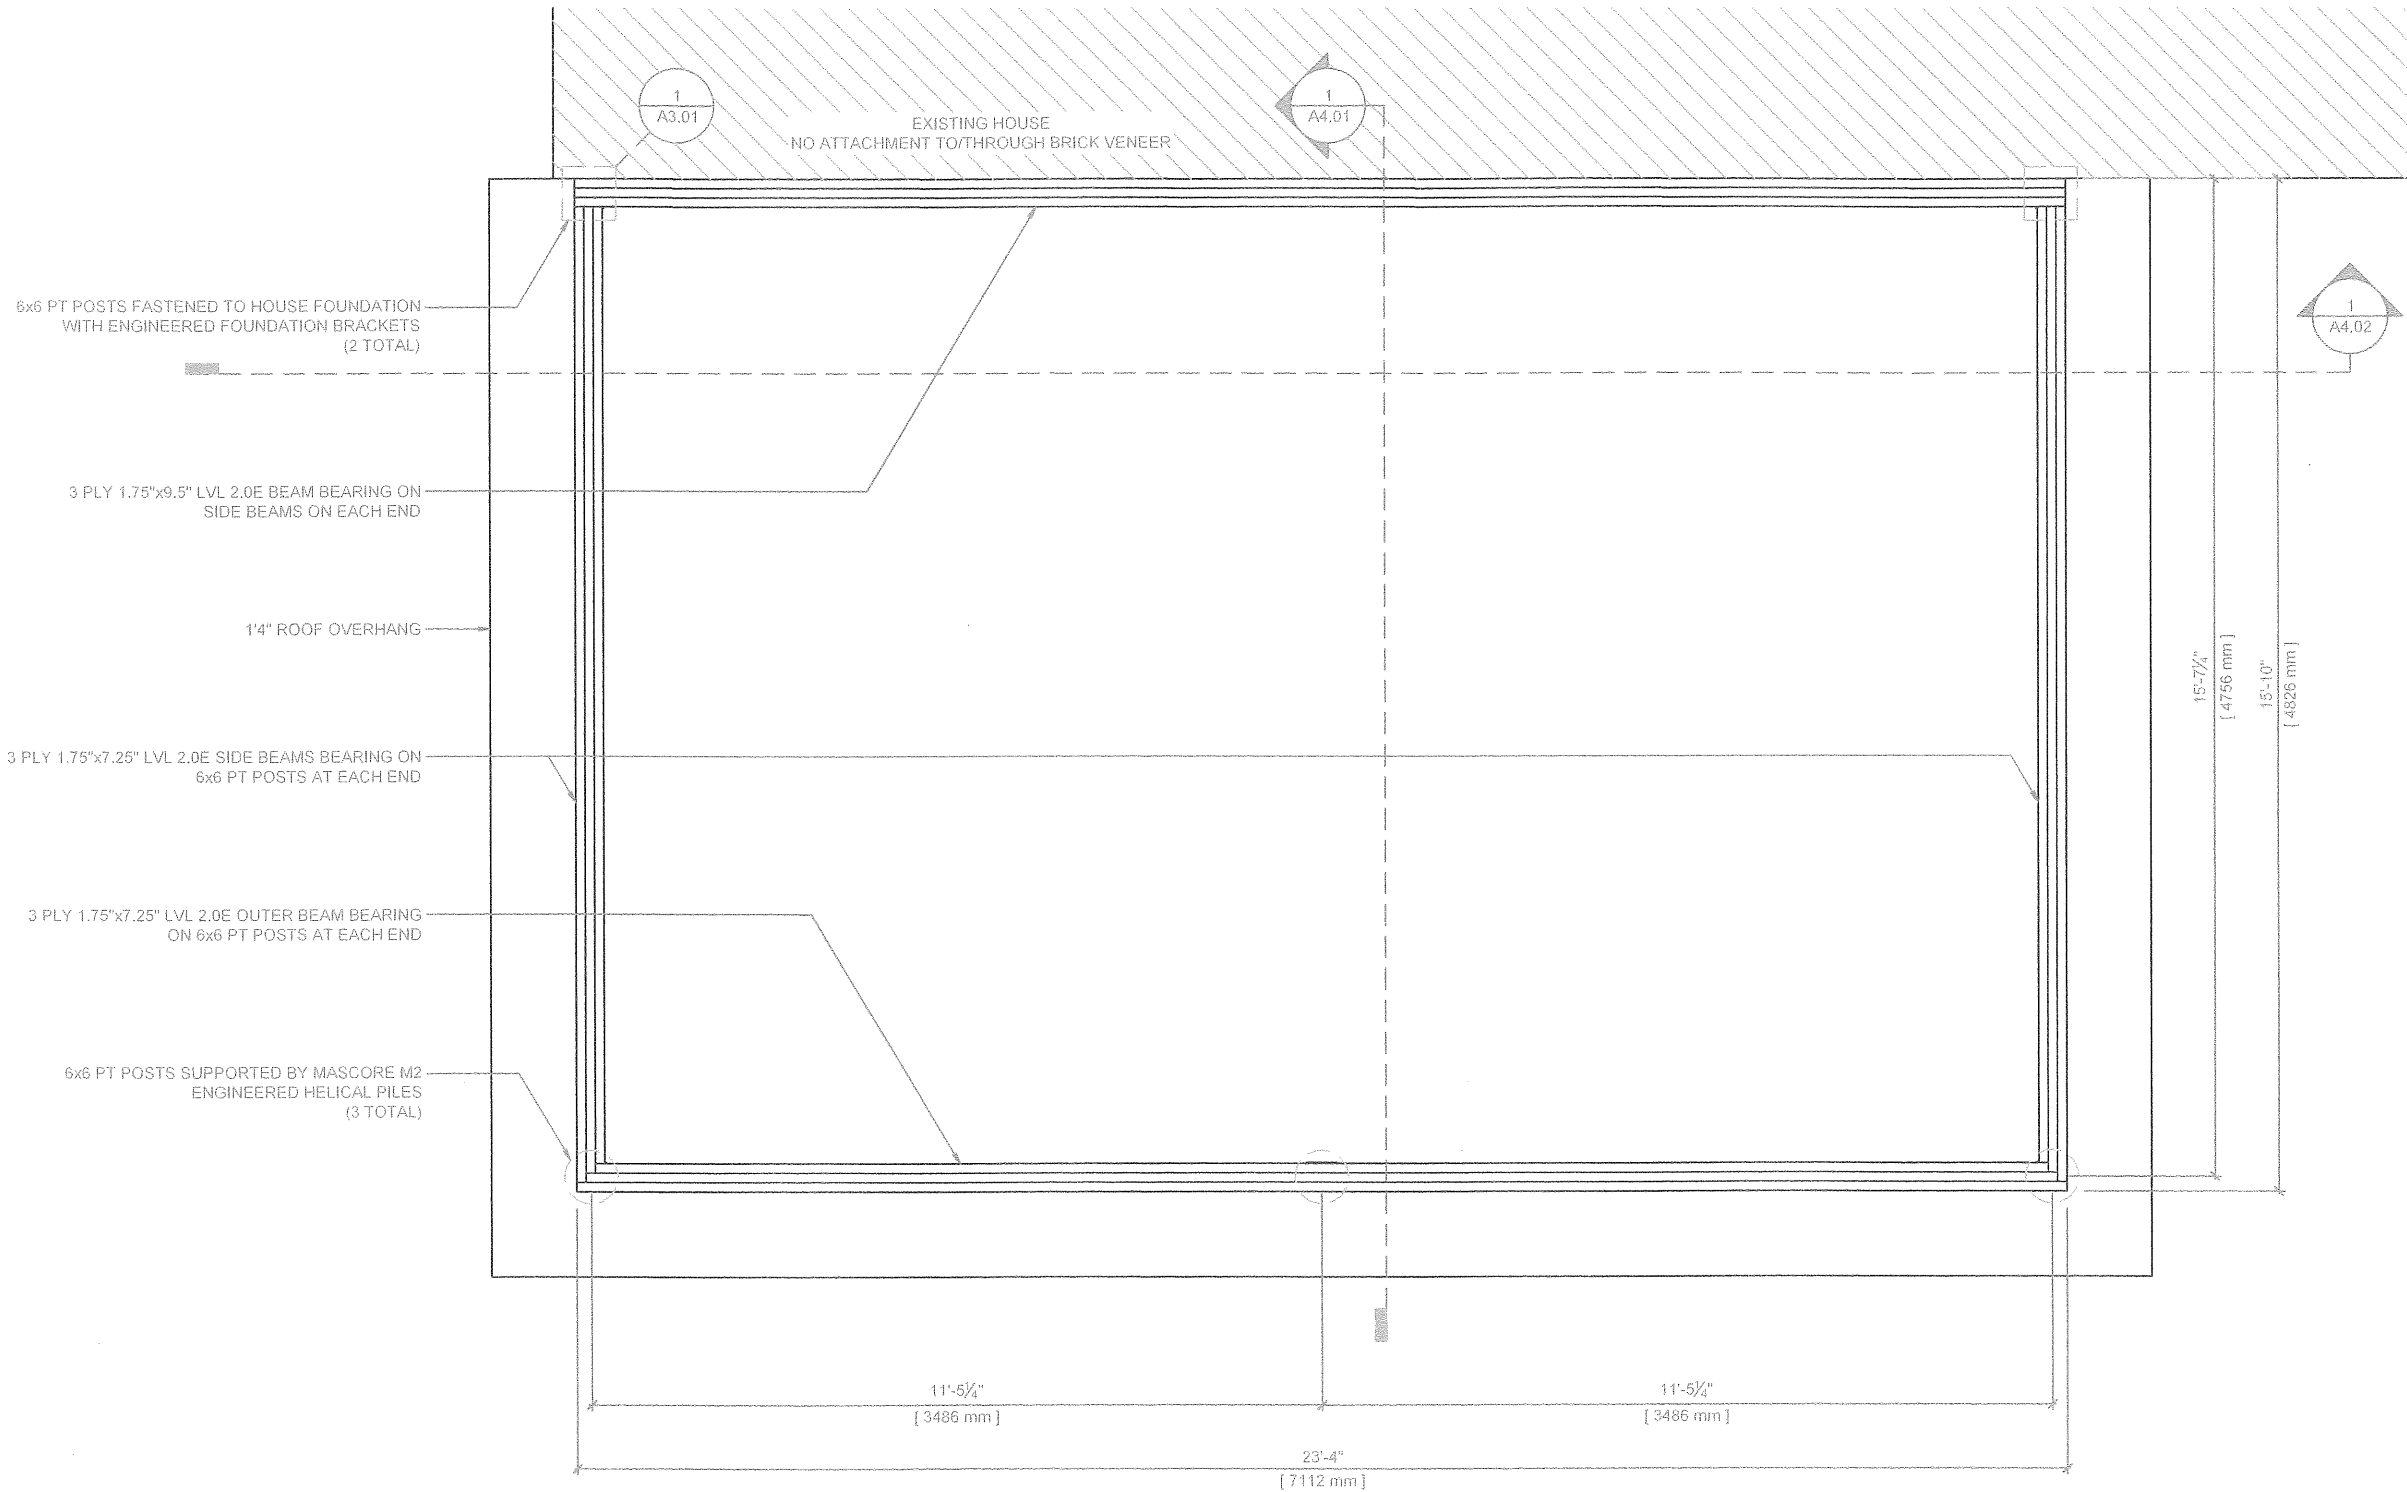 1
A3.01
EXISTING HOUSE
NO ATTACHMENT TO/THROUGH BRICK VENEER
1
A4.01
6x6 PT POSTS FASTENED TO HOUSE FOUNDATION
WITH ENGINEERED FOUNDATION BRACKETS
(2 TOTAL)
1
A4.02
3 PLY 1.75"x9.5" LVL 2.0E BEAM BEARING ON
SIDE BEAMS ON EACH END
1'4" ROOF OVERHANG
15'-7¼"
[ 4756 mm ]
15'-10"
[ 4826 mm ]
3 PLY 1.75"x7.25" LVL 2.0E SIDE BEAMS BEARING ON
6x6 PT POSTS AT EACH END
3 PLY 1.75"x7.25" LVL 2.0E OUTER BEAM BEARING
ON 6x6 PT POSTS AT EACH END
6x6 PT POSTS SUPPORTED BY MASCORE M2
ENGINEERED HELICAL PILES
(3 TOTAL)
11'-5¼"
[ 3486 mm ]
11'-5¼"
[ 3486 mm ]
23'-4"
[ 7112 mm ]